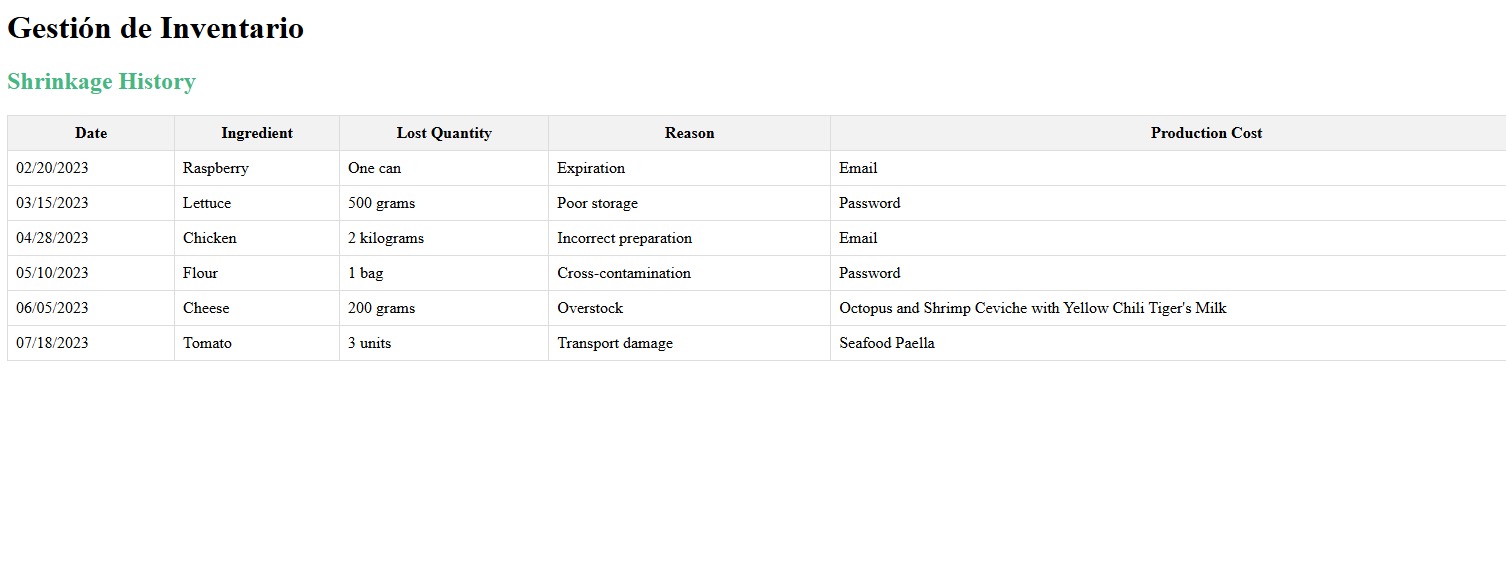 Gestión de Inventario
Shrinkage History
Date Ingredient Lost Quantity Reason Production Cost
02/20/2023 Raspberry One can Expiration Email
03/15/2023 Lettuce 500 grams Poor storage Password
04/28/2023 Chicken 2 kilograms Incorrect preparation Email
05/10/2023 Flour 1 bag Cross-contamination Password
06/05/2023 Cheese 200 grams Overstock Octopus and Shrimp Ceviche with Yellow Chili Tiger's Milk
07/18/2023 Tomato 3 units Transport damage Seafood Paella